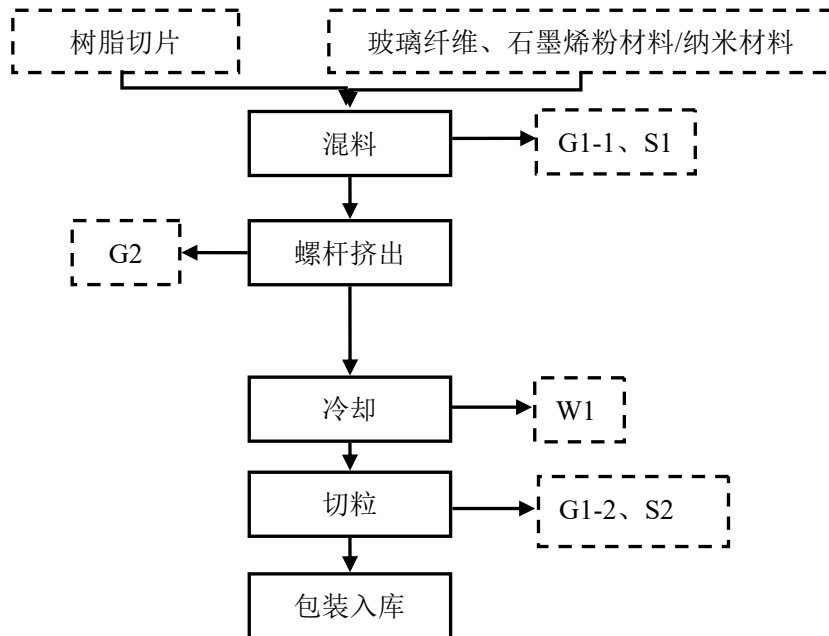 树脂切片
玻璃纤维、石墨烯粉材料/纳米材料
混料
G1-1、S1
G2
螺杆挤出
冷却
W1
切粒
G1-2、S2
包装入库